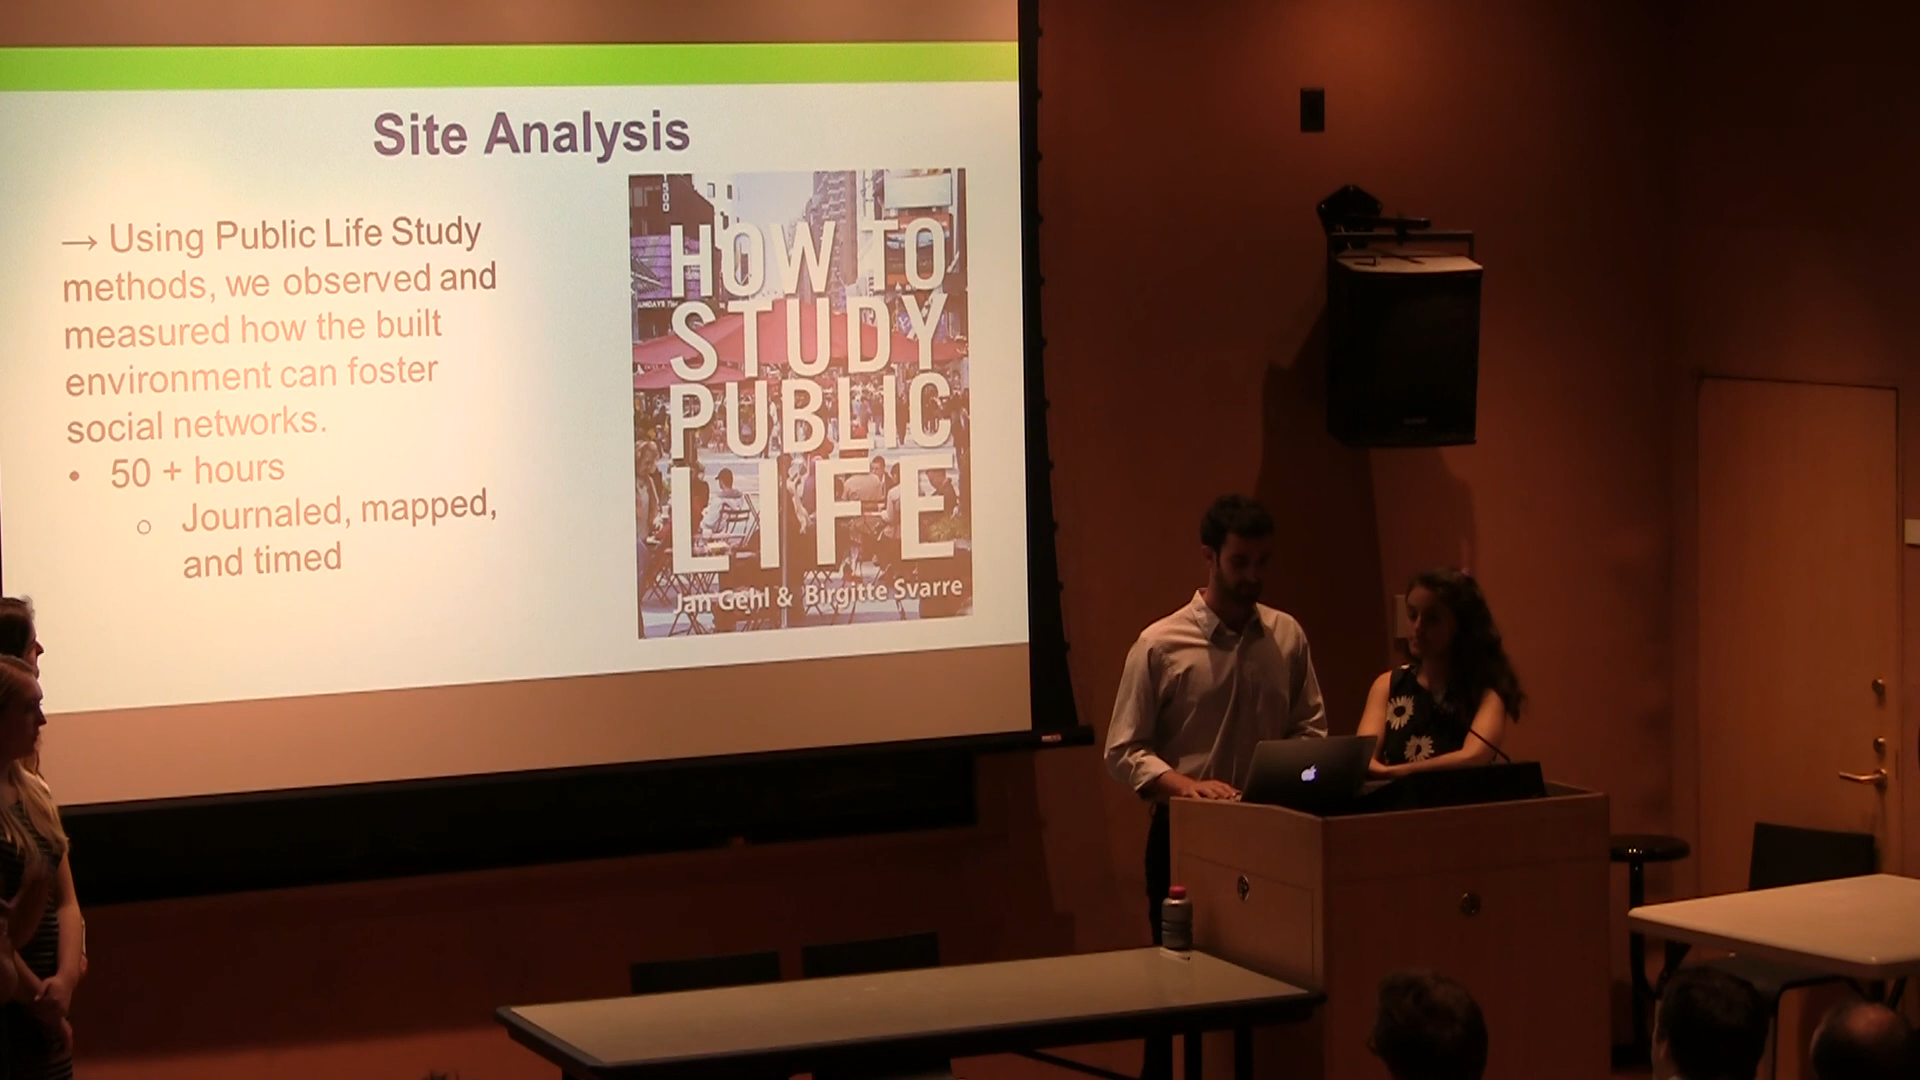 Site Analysis
→ Using Public Life Study
methods, we observed and
measured how the built
environment can foster
social networks.
• 50 + hours
○ Journaled, mapped,
and timed
1500
HOW TO
STUDY
PUBLIC
LIFE
Jan Gehl & Birgitte Svarre